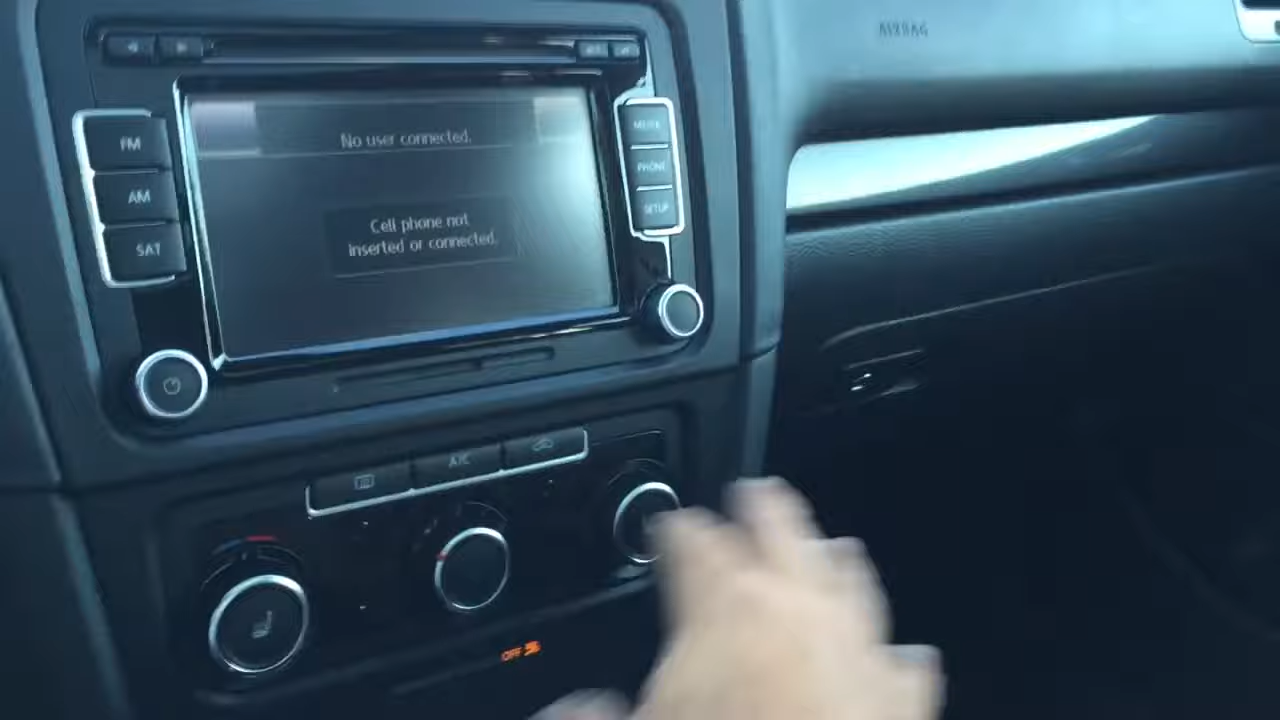 AIRBAG
No user connected.
FM
MEDIA
PHONE
AM
SETUP
SAT
Cell phone not
inserted or connected.
A/C
OFF